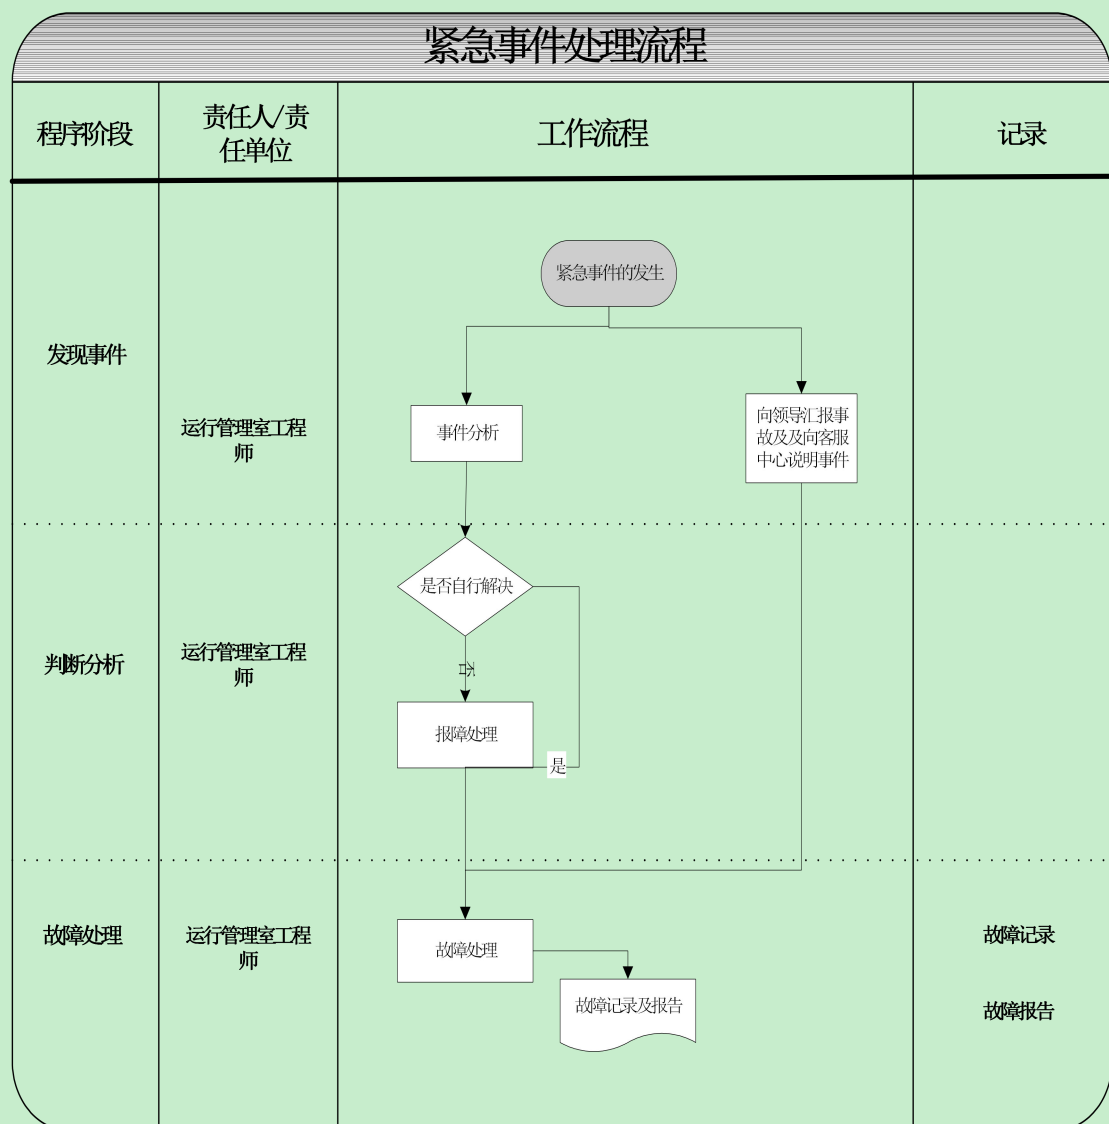 紧急事件处理流程
程序阶段
责任人/责
任单位
工作流程
记录
紧急事件的发生
发现事件
运行管理室工程
师
事件分析
向领导汇报事
故及及向客服
中心说明事件
是否自行解决
判断分析
运行管理室工程
师
否
报障处理
是
故障处理
运行管理室工程
师
故障处理
故障记录及报告
故障记录
故障报告